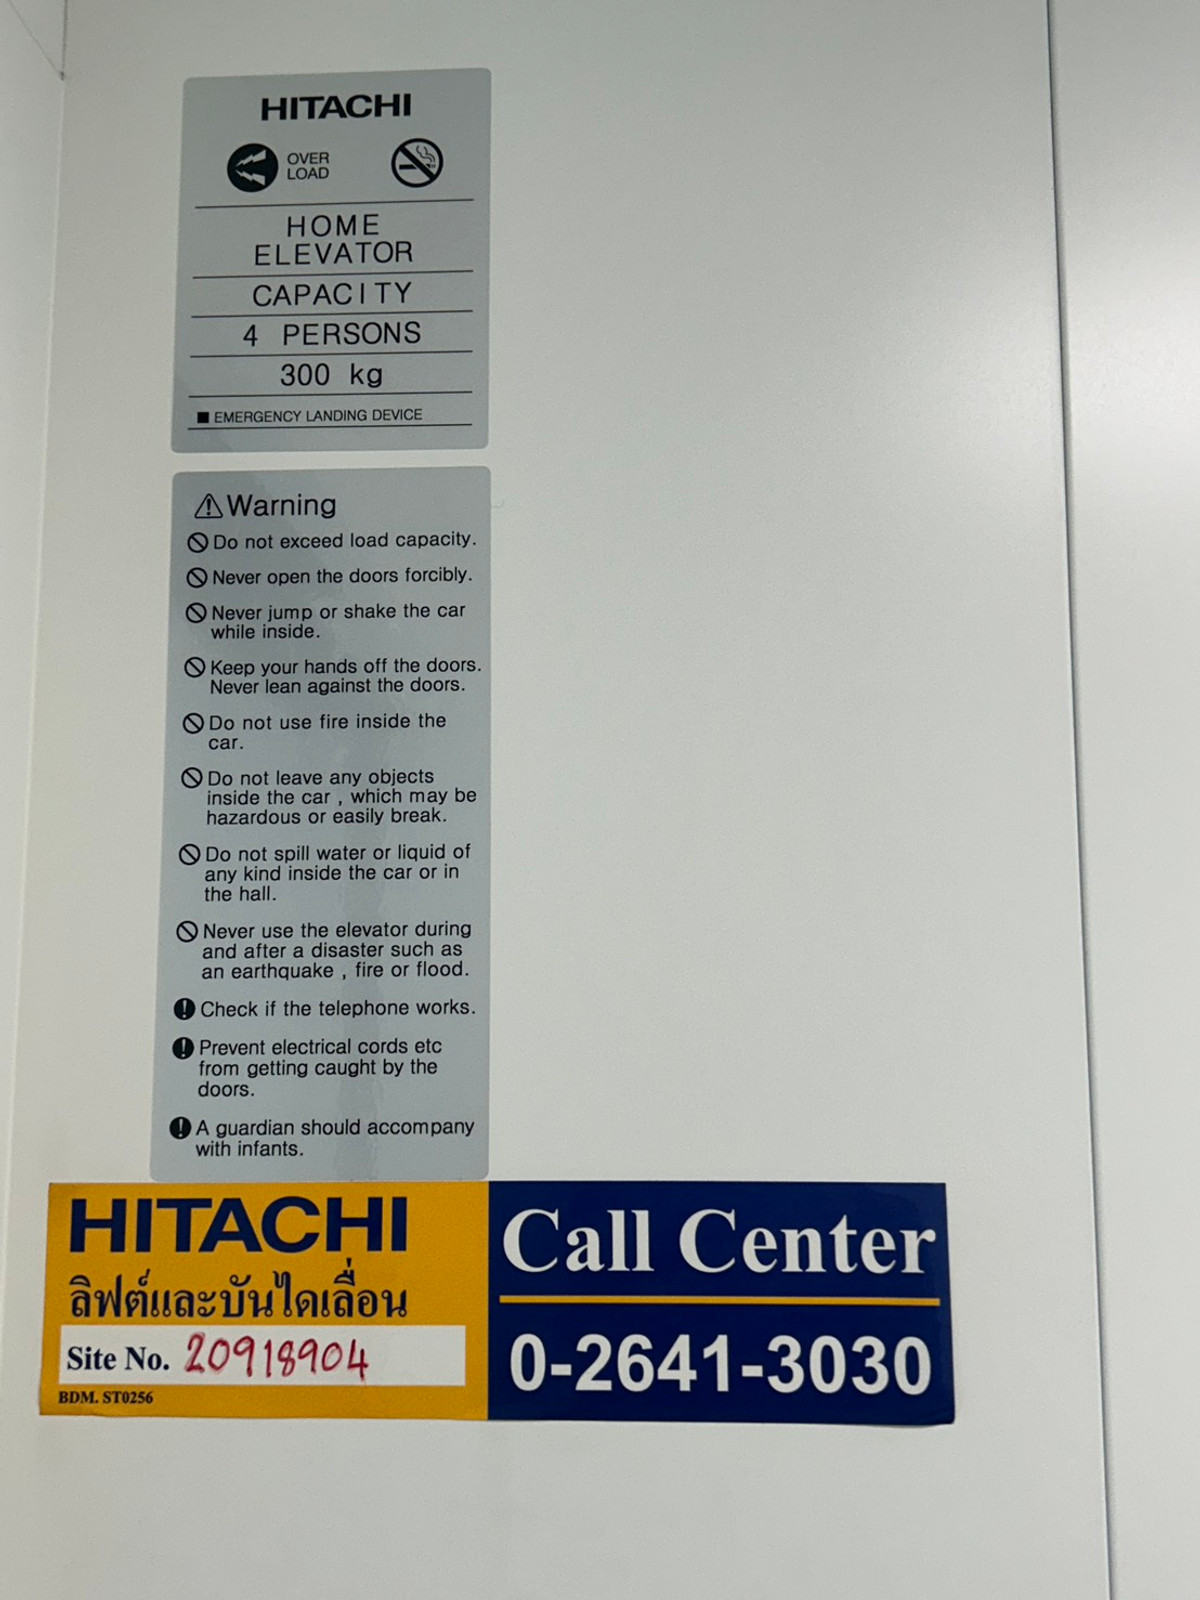 HITACHI
OVER
LOAD
HOME
ELEVATOR
CAPACITY
4 PERSONS
300 kg
■ EMERGENCY LANDING DEVICE
Warning
Do not exceed load capacity.
Never open the doors forcibly.
Never jump or shake the car
while inside.
Keep your hands off the doors.
Never lean against the doors.
Do not use fire inside the
car.
Do not leave any objects
inside the car , which may be
hazardous or easily break.
Do not spill water or liquid of
any kind inside the car or in
the hall.
Never use the elevator during
and after a disaster such as
an earthquake , fire or flood.
Check if the telephone works.
Prevent electrical cords etc
from getting caught by the
doors.
A guardian should accompany
with infants.
HITACHI
ลิฟต์และบันไดเลื่อน
Site No. 20918904
BDM. ST0256
Call Center
0-2641-3030